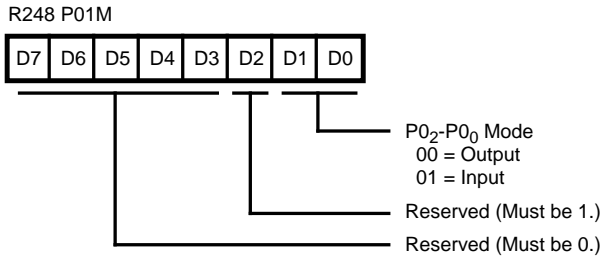 R248 P01M
D7 D6 D5 D4 D3 D2 D1 D0
P0₂-P0₀ Mode
00 = Output
01 = Input
Reserved (Must be 1.)
Reserved (Must be 0.)